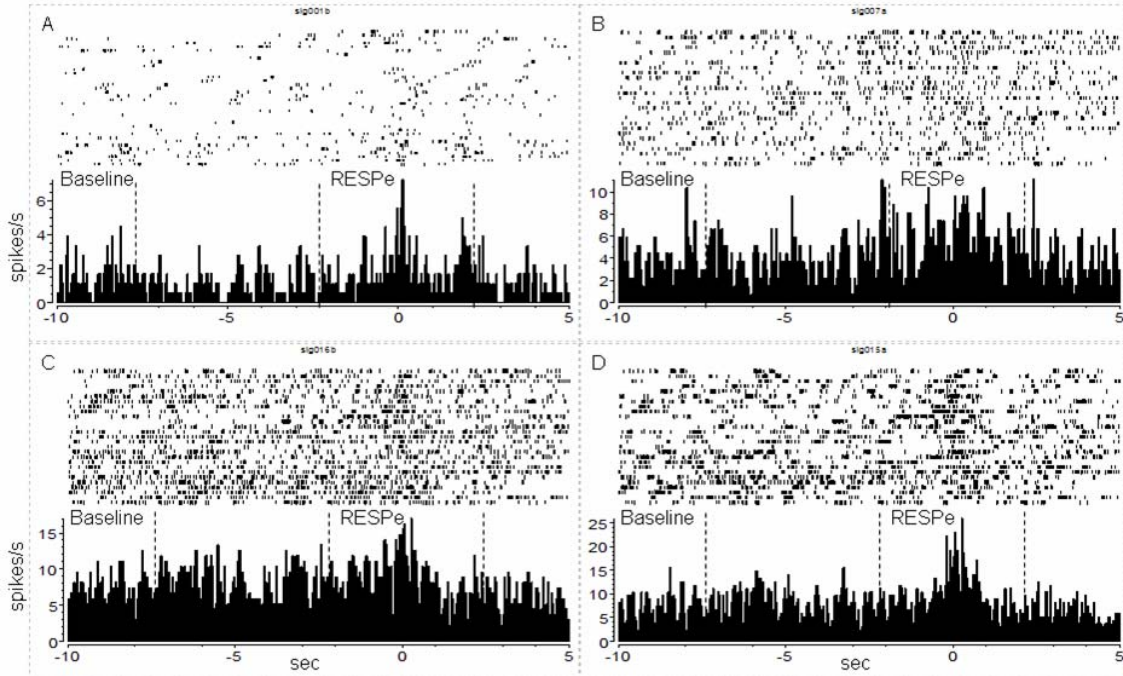 A
sig001b
Baseline
RESPe
spikes/s
6
4
2
0
-10
-5
0
5
B
sig007a
Baseline
RESPe
10
8
6
4
2
0
-10
-5
0
5
C
sig016b
Baseline
RESPe
spikes/s
15
10
5
0
-10
-5
0
5
sec
D
sig015a
Baseline
RESPe
25
20
15
10
5
0
-10
-5
0
5
sec